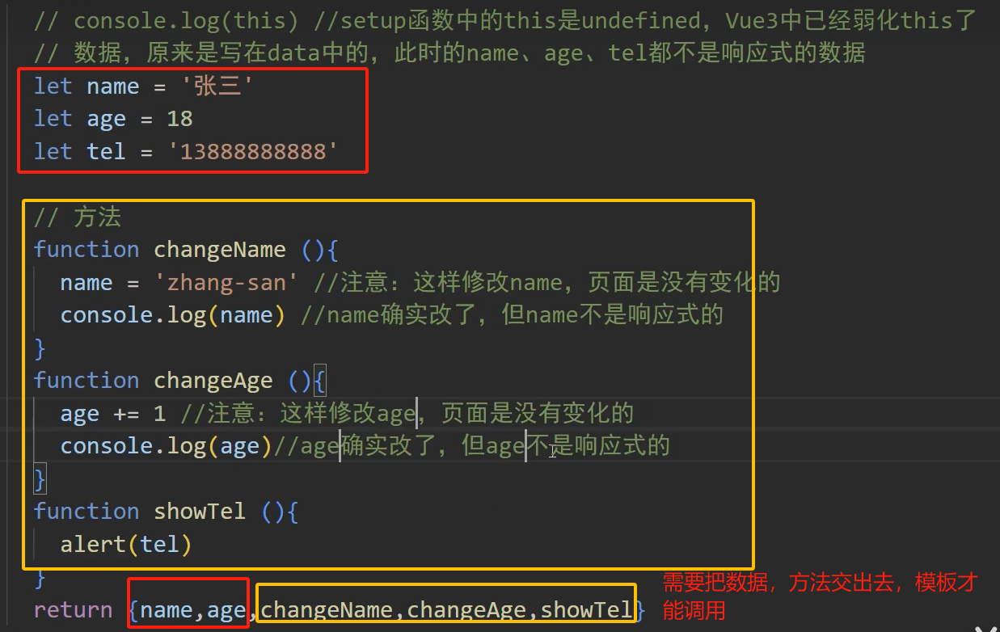 // console.log(this) //setup函数中的this是undefined，Vue3中已经弱化this了
// 数据，原来是写在data中的，此时的name、age、tel都不是响应式的数据
let name = '张三'
let age = 18
let tel = '13888888888'
// 方法
function changeName (){
name = 'zhang-san' //注意：这样修改name，页面是没有变化的
console.log(name) //name确实改了，但name不是响应式的
}
function changeAge (){
age += 1 //注意：这样修改age，页面是没有变化的
console.log(age)//age确实改了，但age不是响应式的
}
function showTel (){
alert(tel)
}
return {name,age,changeName,changeAge,showTel}
需要把数据，方法交出去，模板才
能调用